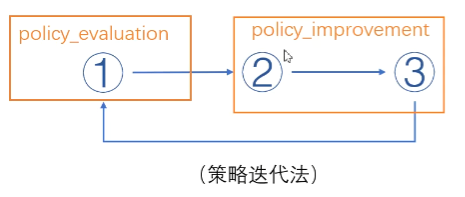 policy_evaluation
policy_improvement
①
②
③
（策略迭代法）